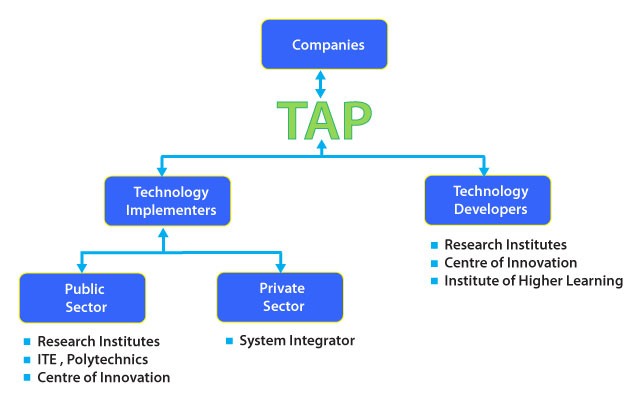 Companies
TAP
Technology
Implementers
Technology
Developers
Research Institutes
Centre of Innovation
Institute of Higher Learning
Public
Sector
Private
Sector
Research Institutes
ITE , Polytechnics
Centre of Innovation
System Integrator